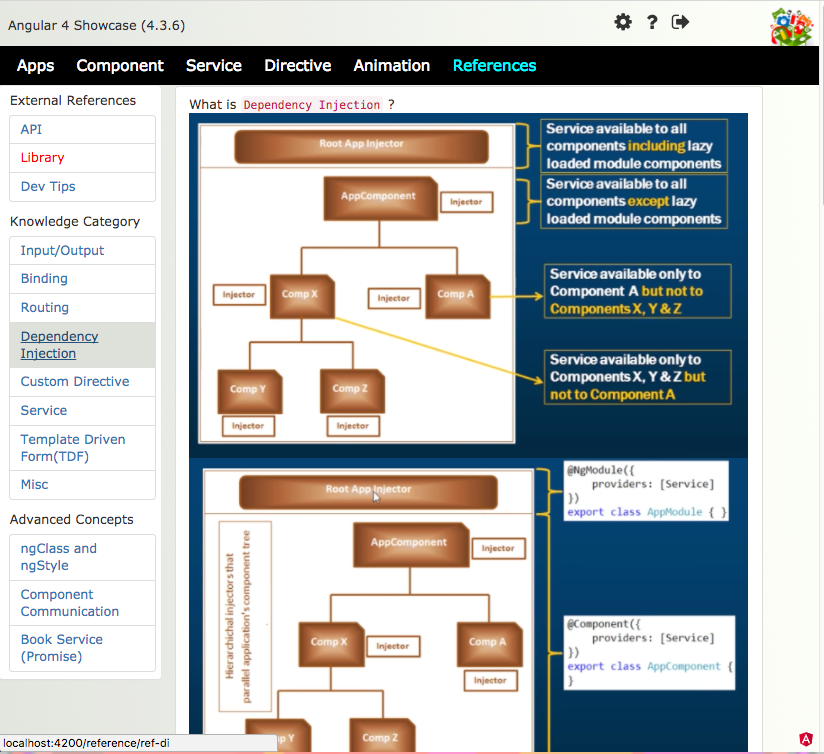 Angular 4 Showcase (4.3.6)
?
Apps Component Service Directive Animation References
External References
API
Library
Dev Tips
Knowledge Category
Input/Output
Binding
Routing
Dependency
Injection
Custom Directive
Service
Template Driven
Form(TDF)
Misc
Advanced Concepts
ngClass and
ngStyle
Component
Communication
Book Service
(Promise)
What is Dependency Injection ?
Root App Injector
AppComponent
Injector
Injector
Comp X
Injector
Comp A
Comp Y
Comp Z
Injector
Injector
Service available to all
components including lazy
loaded module components
Service available to all
components except lazy
loaded module components
Service available only to
Component A but not to
Components X, Y & Z
Service available only to
Components X, Y & Z but
not to Component A
Root App Injector
Hierarchichal injectors that
parallel application's component tree
AppComponent
Injector
Comp X
Injector
Comp A
Injector
Comp Z
@NgModule({
providers: [Service]
})
export class AppModule { }
@Component({
providers: [Service]
})
export class AppComponent {
}
localhost:4200/reference/ref-di